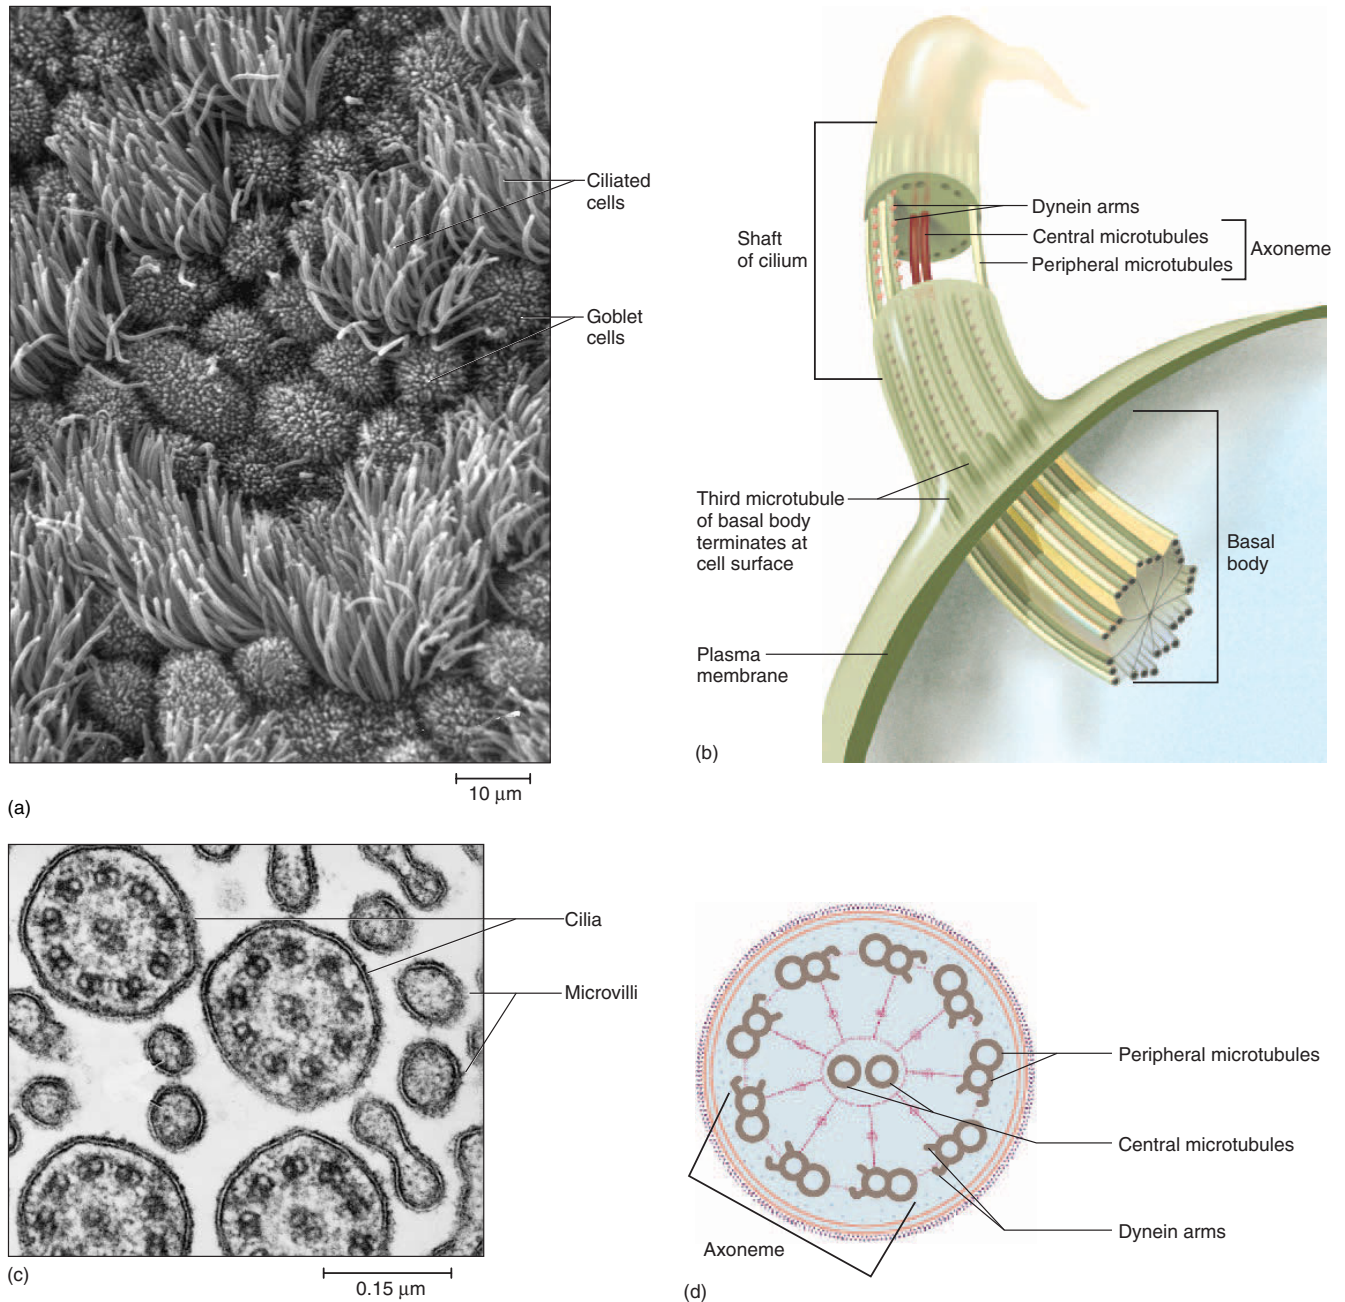 Ciliated
cells
Goblet
cells
10 μm
(a)
Shaft
of cilium
Dynein arms
Central microtubules
Peripheral microtubules
Axoneme
Third microtubule
of basal body
terminates at
cell surface
Plasma
membrane
Basal
body
(b)
Cilia
Microvilli
0.15 μm
(c)
Peripheral microtubules
Central microtubules
Dynein arms
Axoneme
(d)